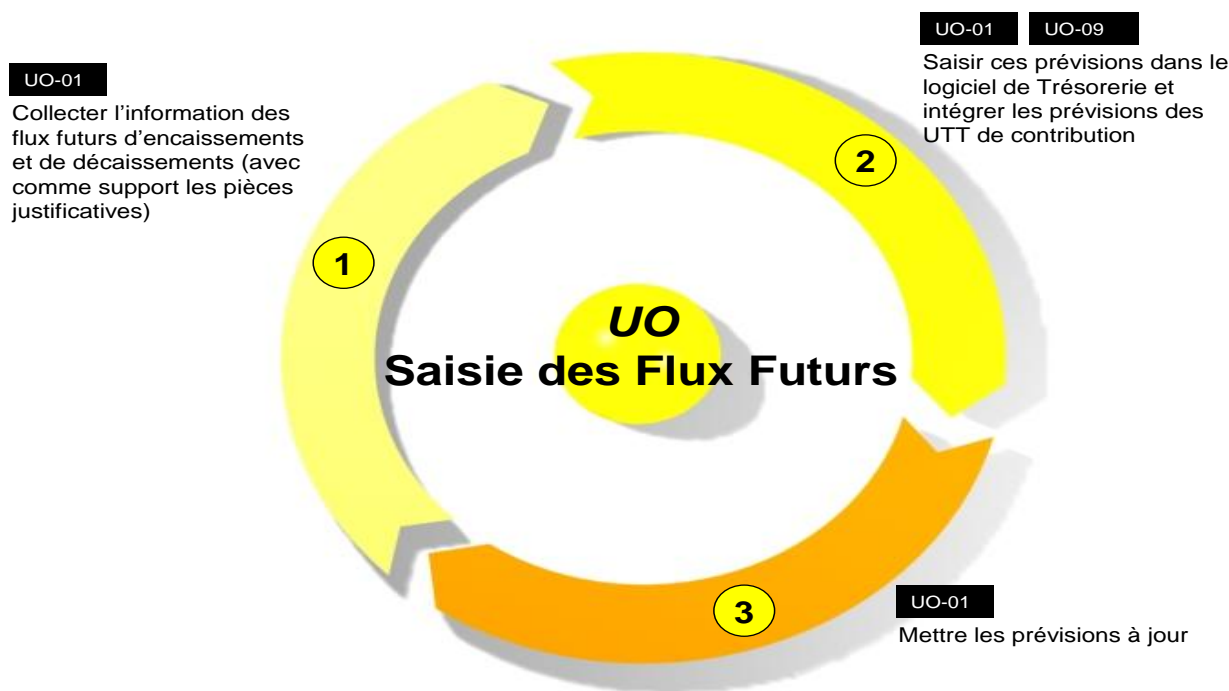 UO-01
Collecter l’information des
flux futurs d’encaissements
et de décaissements (avec
comme support les pièces
justificatives)
1
UO-01 UO-09
Saisir ces prévisions dans le
logiciel de Trésorerie et
intégrer les prévisions des
UTT de contribution
2
UO
Saisie des Flux Futurs
3
UO-01
Mettre les prévisions à jour